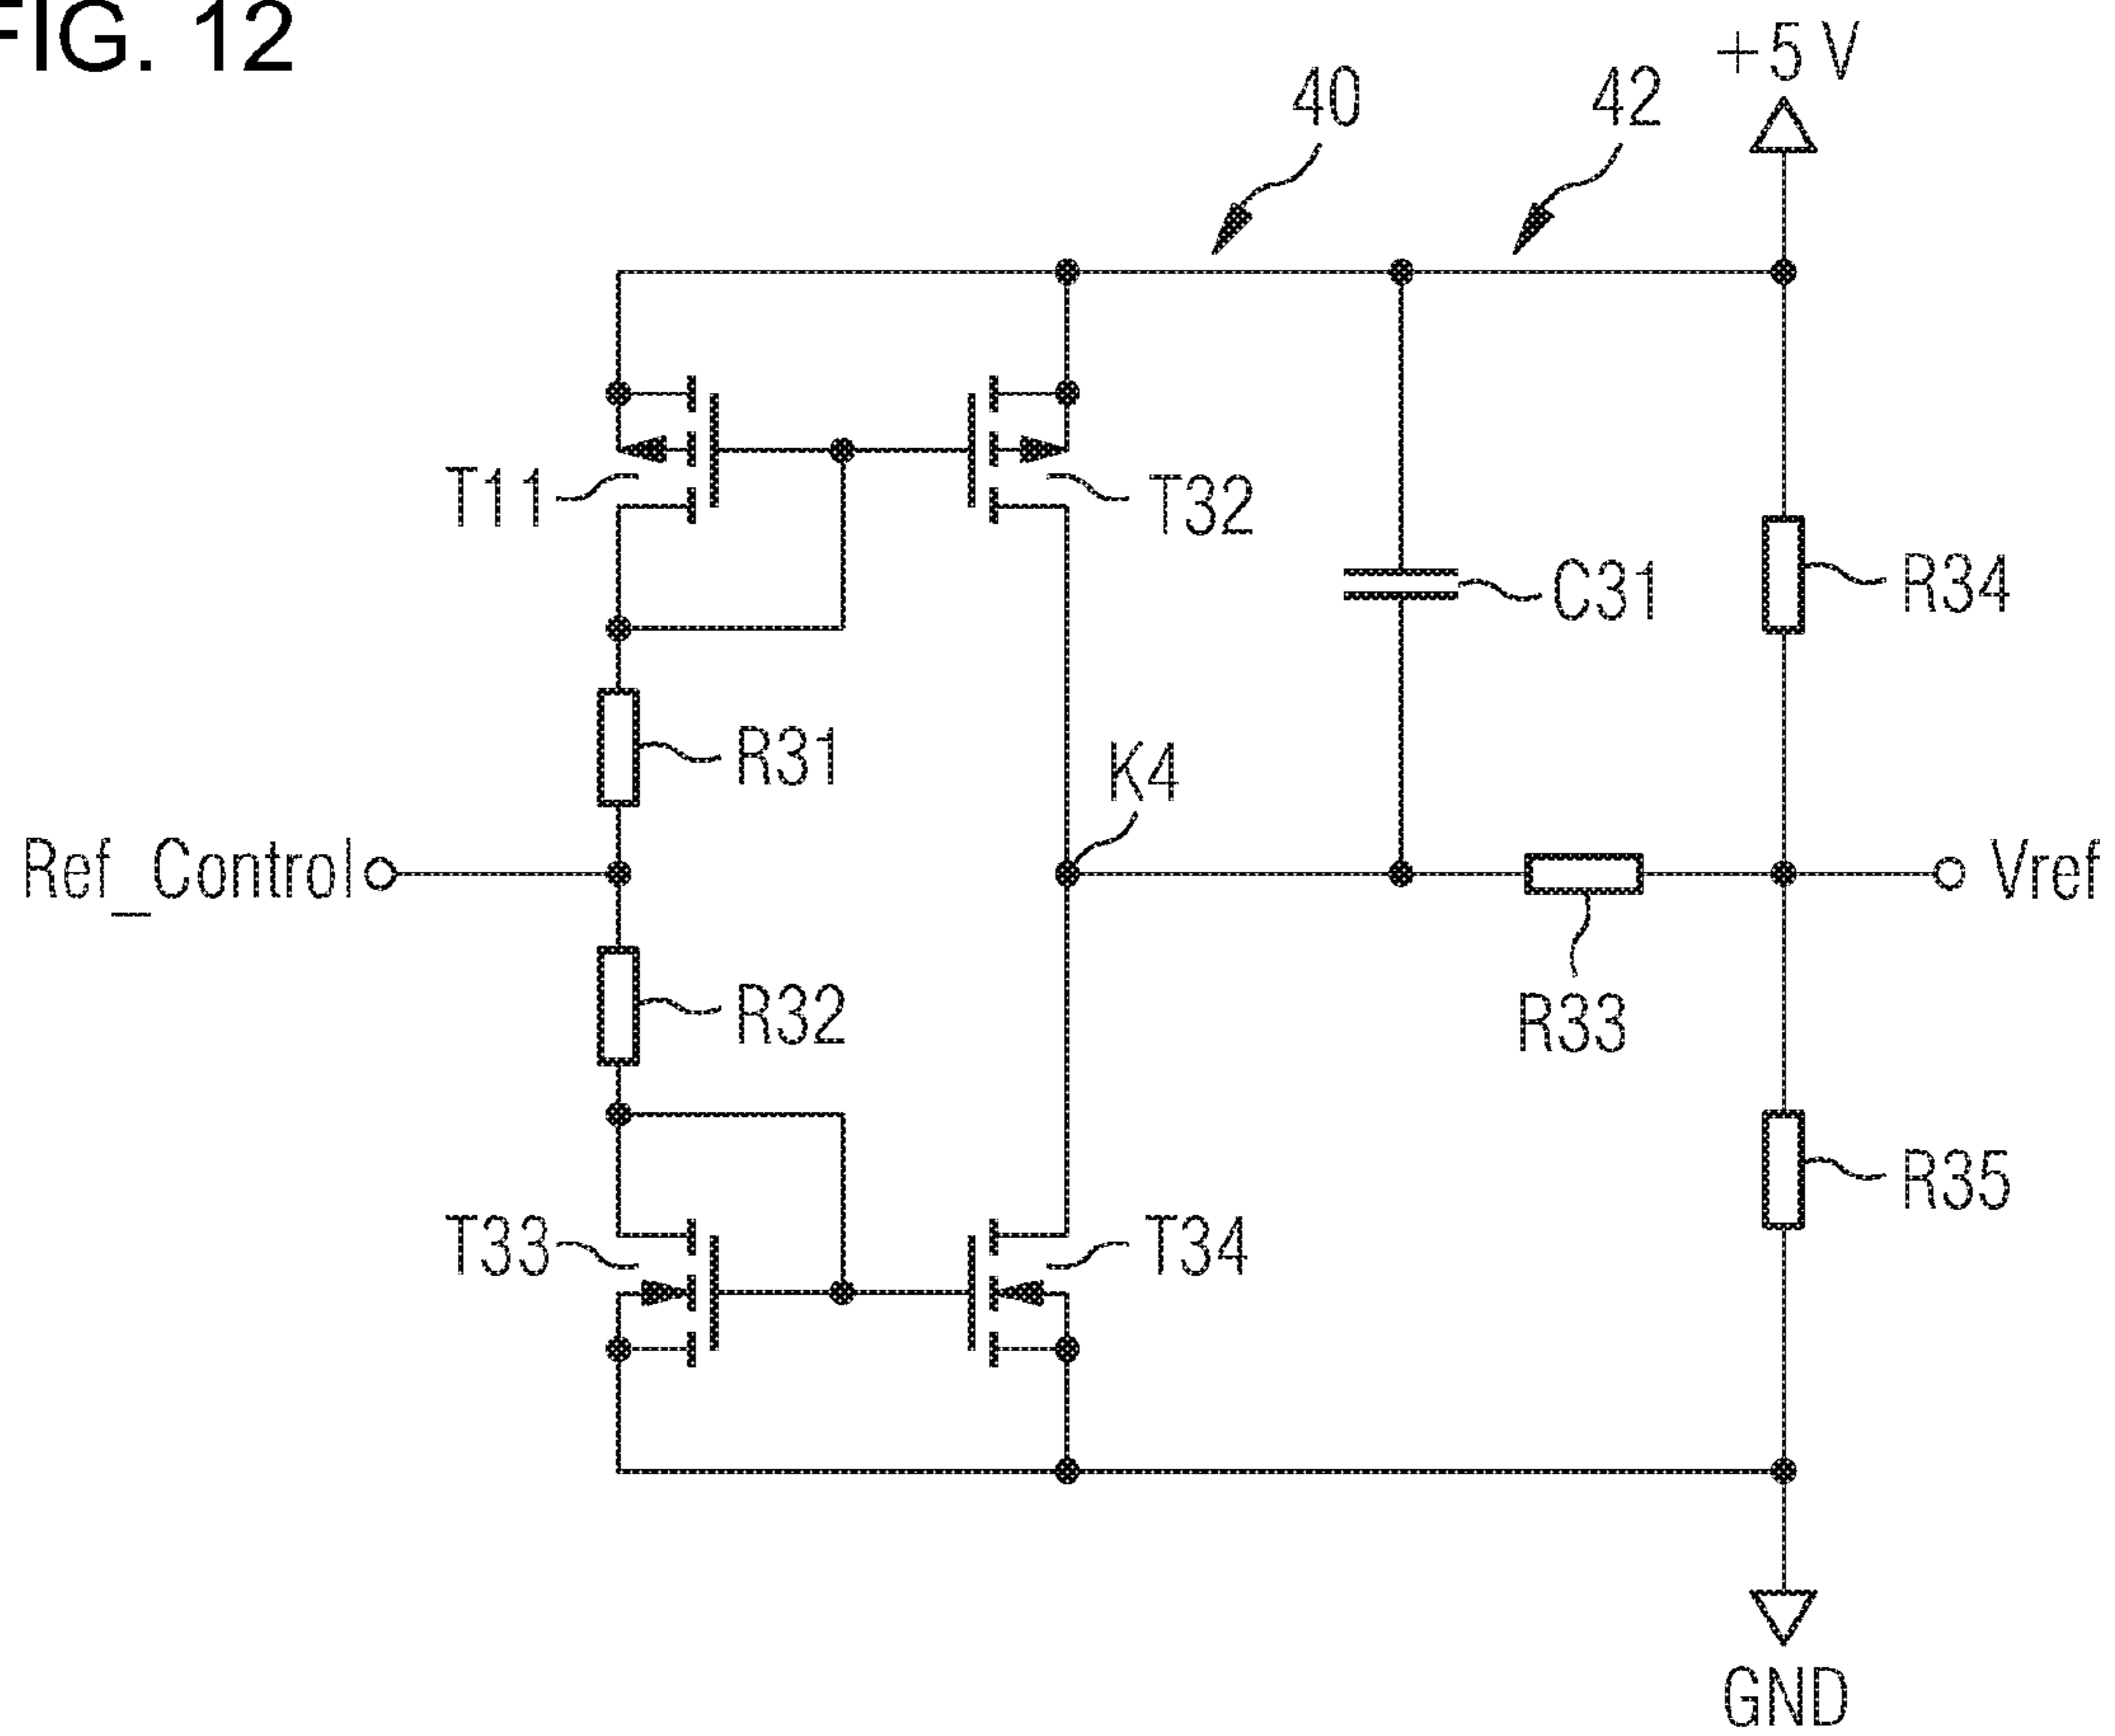 FIG. 12
+5 V
40
42
T11
T32
C31
R34
R31
K4
Ref_Control
Vref
R32
R33
T33
T34
R35
GND